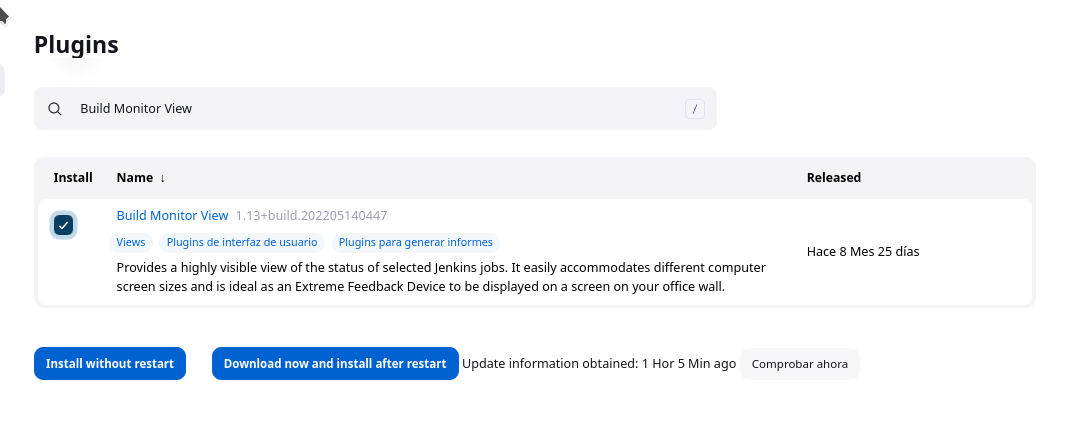 Plugins
Build Monitor View /
Install Name ↓ Released
Build Monitor View 1.13+build.202205140447
Views Plugins de interfaz de usuario Plugins para generar informes
Hace 8 Mes 25 días
Provides a highly visible view of the status of selected Jenkins jobs. It easily accommodates different computer
screen sizes and is ideal as an Extreme Feedback Device to be displayed on a screen on your office wall.
Install without restart Download now and install after restart Update information obtained: 1 Hor 5 Min ago Comprobar ahora